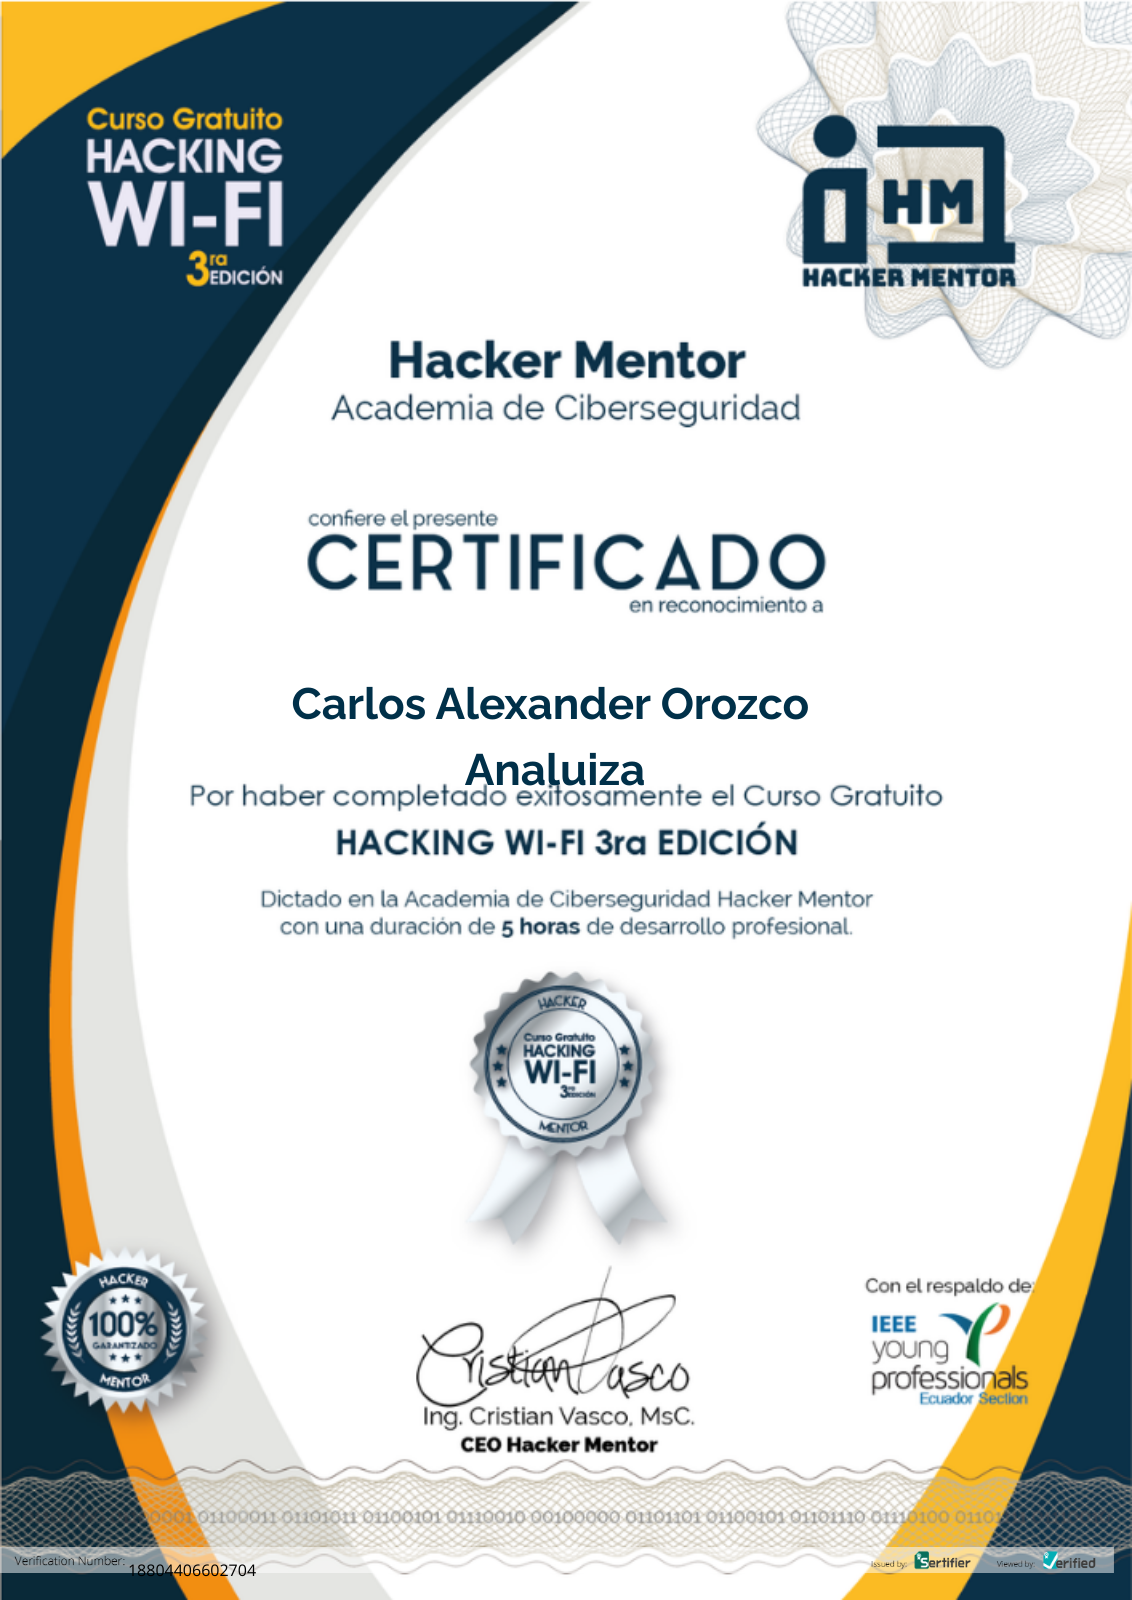 Curso Gratuito
HACKING
WI-FI
3ra EDICIÓN
HM
HACKER MENTOR
Hacker Mentor
Academia de Ciberseguridad
confiere el presente
CERTIFICADO
en reconocimiento a
Carlos Alexander Orozco
Analuiza
Por haber completado exitosamente el Curso Gratuito
HACKING WI-FI 3ra EDICIÓN
Dictado en la Academia de Ciberseguridad Hacker Mentor
con una duración de 5 horas de desarrollo profesional.
HACKER
Curso Gratuito
HACKING
WI-FI
3ra EDICIÓN
MENTOR
HACKER
100%
GARANTIZADO
MENTOR
Cristian Vasco
Ing. Cristian Vasco, MsC.
CEO Hacker Mentor
Con el respaldo de:
IEEE
young
professionals
Ecuador Section
01100011 01101011 01100101 01110010 00100000 01101101 01100101 01101110 01110100
Verification Number: 18804406602704
Issued by: Sertifier Viewed by: Verified